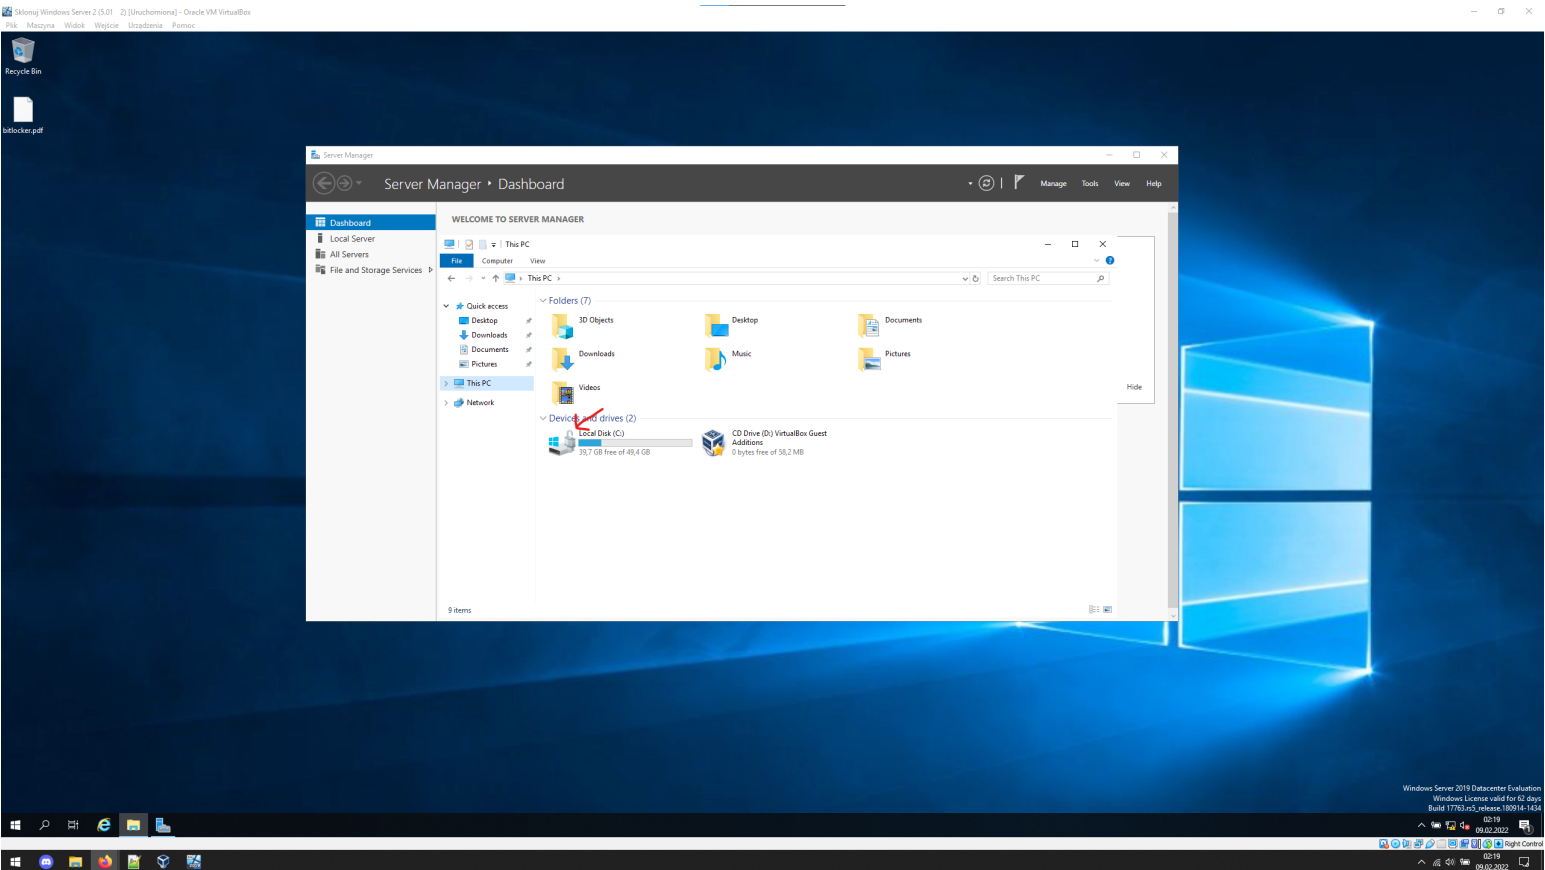 Sklonuj Windows Server 2 (5.01    2) [Uruchomiona] - Oracle VM VirtualBox
Plik Maszyna Widok Wejście Urządzenia Pomoc
Recycle Bin
bitlocker.pdf
Server Manager
Server Manager Dashboard
Manage Tools View Help
Dashboard
Local Server
All Servers
File and Storage Services
WELCOME TO SERVER MANAGER
This PC
File Computer View
This PC
Search This PC
Quick access
Desktop
Downloads
Documents
Pictures
This PC
Network
Folders (7)
3D Objects
Desktop
Documents
Downloads
Music
Pictures
Videos
Devices and drives (2)
Local Disk (C:)
39,7 GB free of 49,4 GB
CD Drive (D:) VirtualBox Guest
Additions
0 bytes free of 58,2 MB
Hide
9 items
Windows Server 2019 Datacenter Evaluation
Windows License valid for 62 days
Build 17763.rs5_release.180914-1434
02:19
09.02.2022
Right Control
02:19
09.02.2022